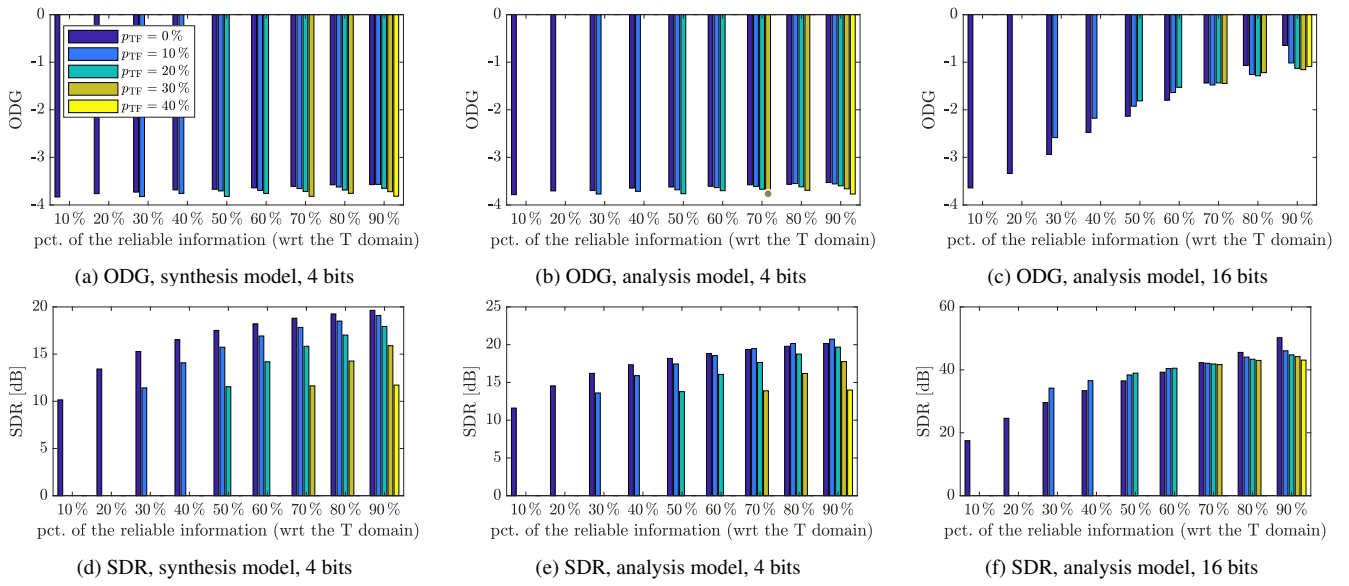 0
-1
-2
-3
-4
ODG
pTF = 0 %
pTF = 10 %
pTF = 20 %
pTF = 30 %
pTF = 40 %
10 % 20 % 30 % 40 % 50 % 60 % 70 % 80 % 90 %
pct. of the reliable information (wrt the T domain)
(a) ODG, synthesis model, 4 bits
0
-1
-2
-3
-4
ODG
10 % 20 % 30 % 40 % 50 % 60 % 70 % 80 % 90 %
pct. of the reliable information (wrt the T domain)
(b) ODG, analysis model, 4 bits
0
-1
-2
-3
-4
ODG
10 % 20 % 30 % 40 % 50 % 60 % 70 % 80 % 90 %
pct. of the reliable information (wrt the T domain)
(c) ODG, analysis model, 16 bits
20
15
10
5
0
SDR [dB]
10 % 20 % 30 % 40 % 50 % 60 % 70 % 80 % 90 %
pct. of the reliable information (wrt the T domain)
(d) SDR, synthesis model, 4 bits
25
20
15
10
5
0
SDR [dB]
10 % 20 % 30 % 40 % 50 % 60 % 70 % 80 % 90 %
pct. of the reliable information (wrt the T domain)
(e) SDR, analysis model, 4 bits
60
40
20
0
SDR [dB]
10 % 20 % 30 % 40 % 50 % 60 % 70 % 80 % 90 %
pct. of the reliable information (wrt the T domain)
(f) SDR, analysis model, 16 bits